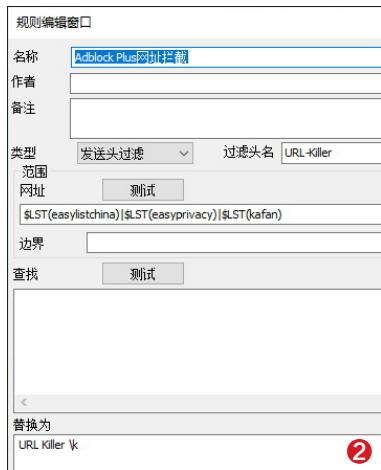 规则编辑窗口
名称 Adblock Plus网址拦截
作者
备注
类型 发送头过滤 过滤头名 URL-Killer
范围
网址 测试
$LST(easylistchina)|$LST(easyprivacy)|$LST(kafan)
边界
查找 测试
替换为
URL Killer \k
2